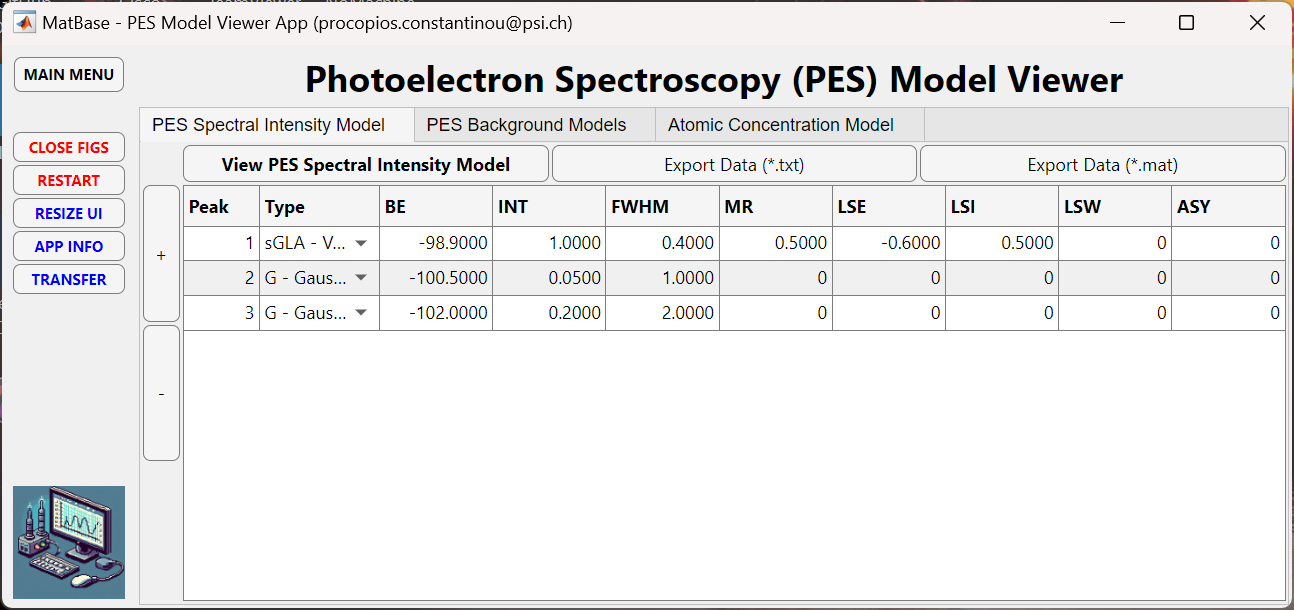 MatBase - PES Model Viewer App (procopios.constantinou@psi.ch)
MAIN MENU
Photoelectron Spectroscopy (PES) Model Viewer
PES Spectral Intensity Model PES Background Models Atomic Concentration Model
CLOSE FIGS
RESTART
RESIZE UI
APP INFO
TRANSFER
View PES Spectral Intensity Model Export Data (*.txt) Export Data (*.mat)
+
-
Peak Type BE INT FWHM MR LSE LSI LSW ASY
1 sGLA - V... -98.9000 1.0000 0.4000 0.5000 -0.6000 0.5000 0 0
2 G - Gaus... -100.5000 0.0500 1.0000 0 0 0 0 0
3 G - Gaus... -102.0000 0.2000 2.0000 0 0 0 0 0